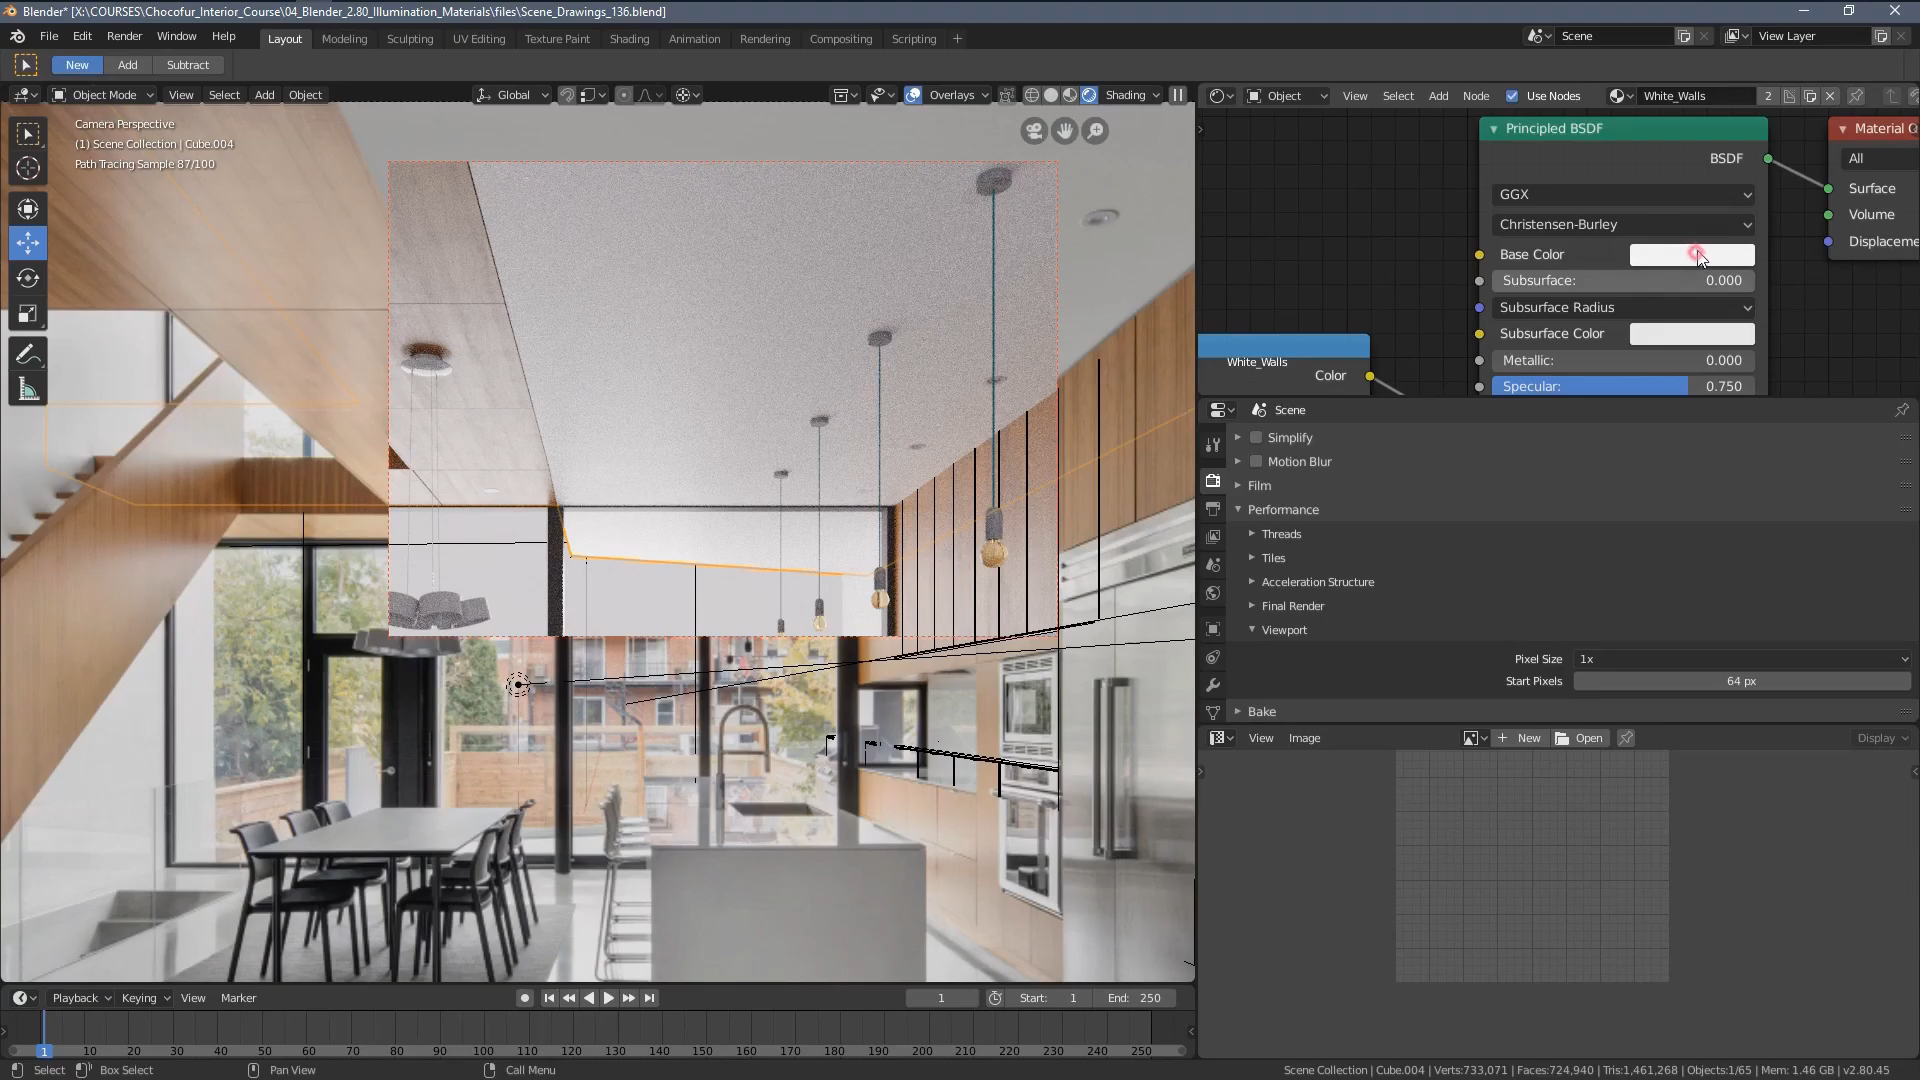 Blender* [X:\COURSES\Chocofur_Interior_Course\04_Blender_2.80_Illumination_Materials\files\Scene_Drawings_136.blend]
File Edit Render Window Help Layout Modeling Sculpting UV Editing Texture Paint Shading Animation Rendering Compositing Scripting + Scene View Layer
New Add Subtract
Object Mode View Select Add Object Global Overlays Shading
Object View Select Add Node Use Nodes White_Walls 2
Camera Perspective
(1) Scene Collection | Cube.004
Path Tracing Sample 87/100
Principled BSDF
BSDF
GGX
Christensen-Burley
Base Color
Subsurface: 0.000
Subsurface Radius
Subsurface Color
Metallic: 0.000
Specular: 0.750
Material O
All
Surface
Volume
Displaceme
White_Walls
Color
Scene
Simplify
Motion Blur
Film
Performance
Threads
Tiles
Acceleration Structure
Final Render
Viewport
Pixel Size 1x
Start Pixels 64 px
Bake
View Image New Open Display
Playback Keying View Marker 1 Start: 1 End: 250
1 10 20 30 40 50 60 70 80 90 100 110 120 130 140 150 160 170 180 190 200 210 220 230 240 250
Select Box Select Pan View Call Menu Scene Collection | Cube.004 | Verts:733,071 | Faces:724,940 | Tris:1,461,268 | Objects:1/65 | Mem: 1.46 GB | v2.80.45